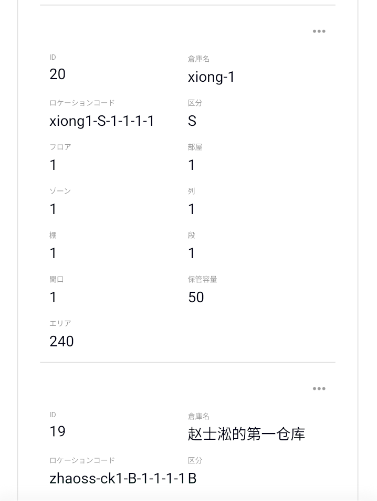 ID 倉庫名
20 xiong-1
ロケーションコード 区分
xiong1-S-1-1-1-1 S
フロア 部屋
1 1
ゾーン 列
1 1
棚 段
1 1
間口 保管容量
1 50
エリア
240
ID 倉庫名
19 赵士淞的第一仓库
ロケーションコード 区分
zhaoss-ck1-B-1-1-1-1 B